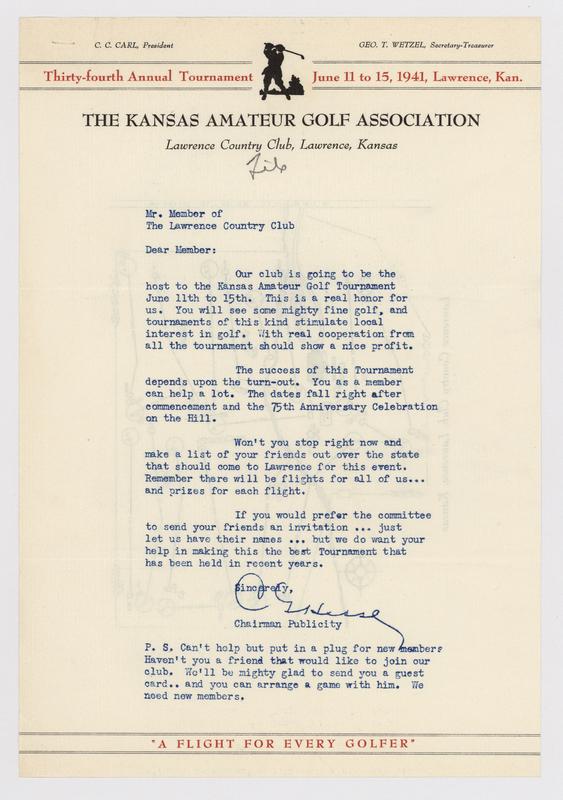 C. C. CARL, President
GEO. T. WETZEL, Secretary-Treasurer
Thirty-fourth Annual Tournament June 11 to 15, 1941, Lawrence, Kan.
THE KANSAS AMATEUR GOLF ASSOCIATION
Lawrence Country Club, Lawrence, Kansas
File
Mr. Member of
The Lawrence Country Club
Dear Member:
Our club is going to be the
host to the Kansas Amateur Golf Tournament
June 11th to 15th. This is a real honor for
us. You will see some mighty fine golf, and
tournaments of this kind stimulate local
interest in golf. With real cooperation from
all the tournament should show a nice profit.
The success of this Tournament
depends upon the turn-out. You as a member
can help a lot. The dates fall right after
commencement and the 75th Anniversary Celebration
on the Hill.
Won't you stop right now and
make a list of your friends out over the state
that should come to Lawrence for this event.
Remember there will be flights for all of us...
and prizes for each flight.
If you would prefer the committee
to send your friends an invitation ... just
let us have their names ... but we do want your
help in making this the best Tournament that
has been held in recent years.
Sincerely,
Chairman Publicity
P. S. Can't help but put in a plug for new members
Haven't you a friend that would like to join our
club. We'll be mighty glad to send you a guest
card.. and you can arrange a game with him. We
need new members.
"A FLIGHT FOR EVERY GOLFER"